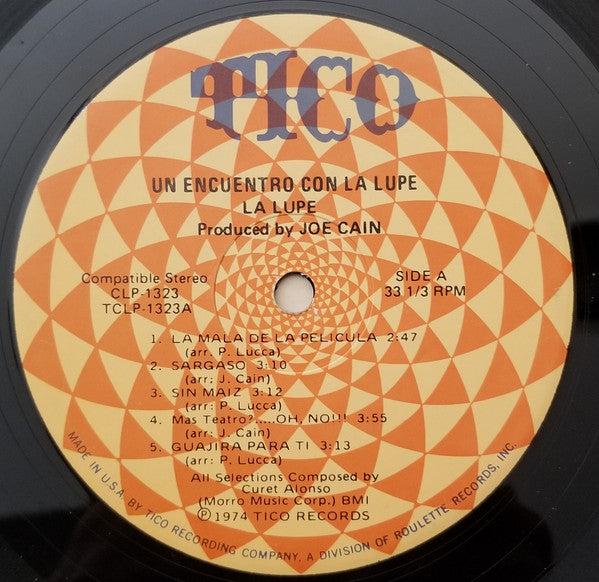 TICO
UN ENCUENTRO CON LA LUPE
LA LUPE
Produced by JOE CAIN
Compatible Stereo
CLP-1323
TCLP-1323A
SIDE A
33 1/3 RPM
1. LA MALA DE LA PELICULA 2:47
(arr. P. Lucca)
2. SARGASO 3:10
(arr; J. Cain)
3. SIN MAIZ 3:12
(arr: P. Lucca)
4. Mas Teatro?.....OH, NO!!! 3:55
(arr: J. Cain)
5. GUAJIRA PARA TI 3:13
(arr: P. Lucca)
All Selections Composed by
Curet Alonso
(Morro Music Corp.) BMI
Ⓟ1974 TICO RECORDS
MADE IN U.S.A. BY TICO RECORDING COMPANY, A DIVISION OF ROULETTE RECORDS, INC.